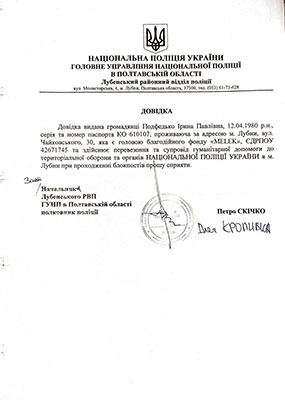 НАЦІОНАЛЬНА ПОЛІЦІЯ УКРАЇНИ
ГОЛОВНЕ УПРАВЛІННЯ НАЦІОНАЛЬНОЇ ПОЛІЦІЇ
В ПОЛТАВСЬКІЙ ОБЛАСТІ
Лубенський районний відділ поліції
вул. Монастирська, 6, м. Лубни, Полтавська область, 37500, тел. (053) 61-73-628
ДОВІДКА
Довідка видана громадянці Подфедько Ірина Павлівна, 12.04.1980 р.н.,
серія та номер паспорта КО 610107, проживаюча за адресою м. Лубни, вул.
Чайковського, 30, яка є головою благодійного фонду «MELEK», ЄДРПОУ
42671745 та здійснює перевезення та супровід гуманітарної допомоги до
територіальної оборони та органів НАЦІОНАЛЬНОЇ ПОЛІЦІЇ УКРАЇНИ в м.
Лубни при проходженні блокпостів прошу сприяти.
Заст.
Начальник
Лубенського РВП
ГУНП в Полтавській області
полковник поліції
Петро СКІЧКО
КРОПИВКА